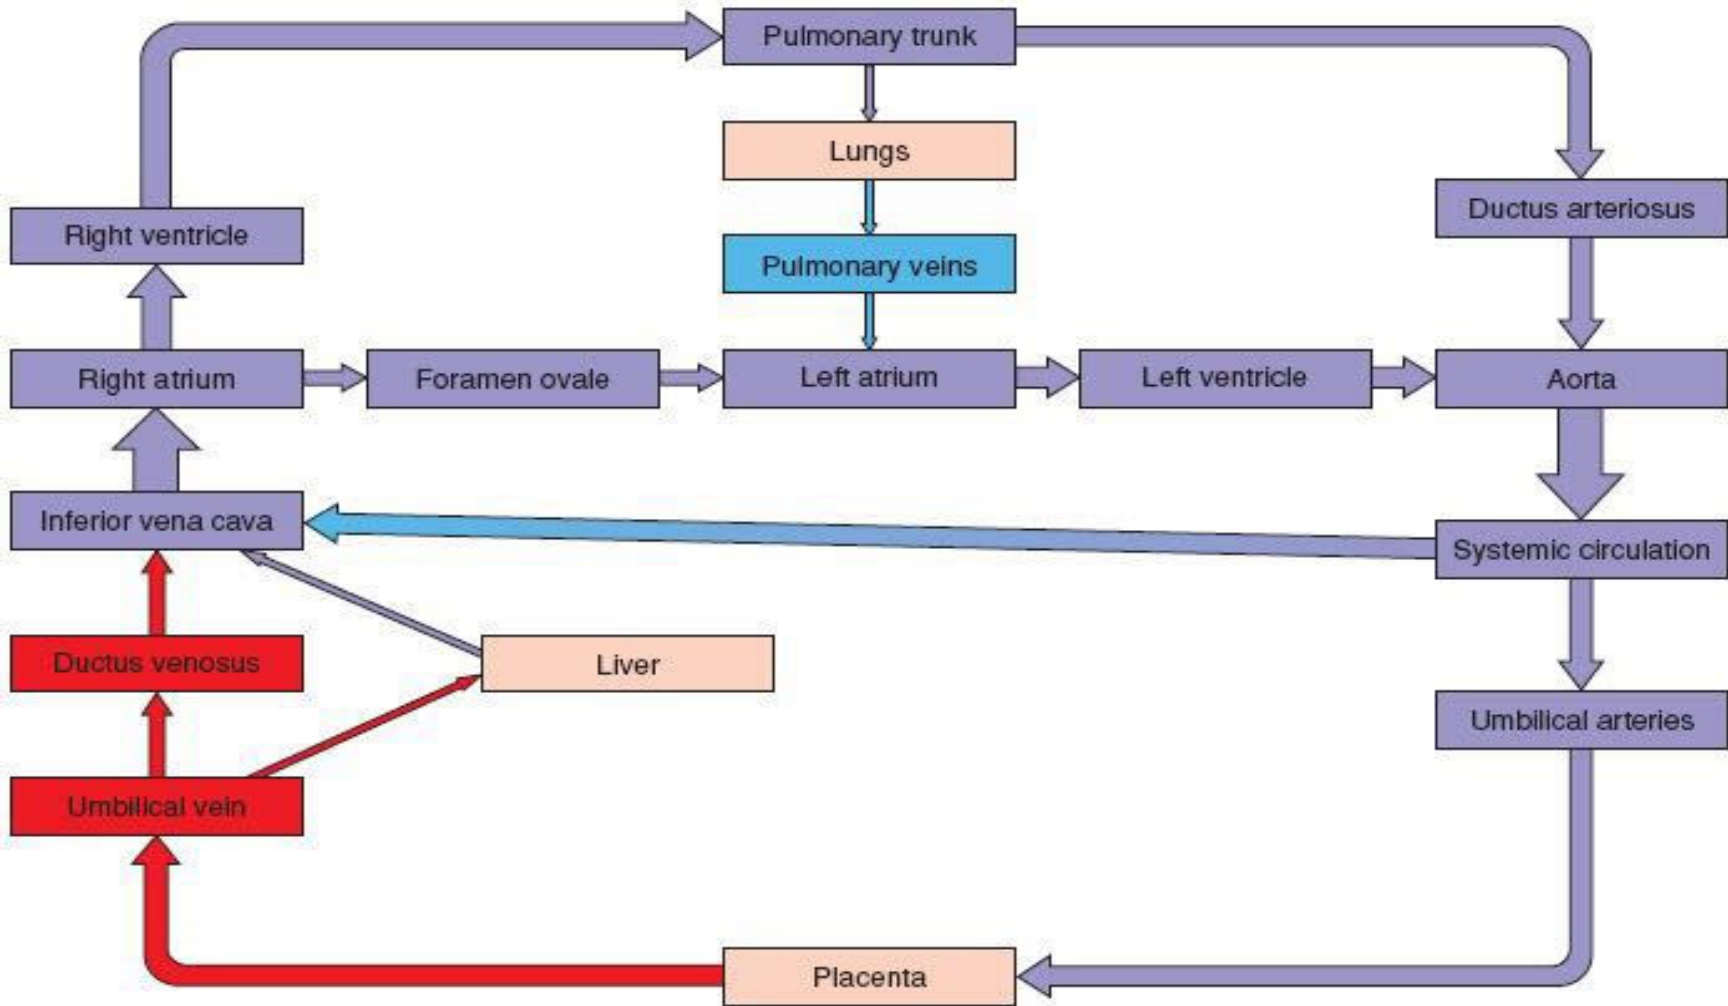 Pulmonary trunk
Lungs
Ductus arteriosus
Right ventricle
Pulmonary veins
Right atrium
Foramen ovale
Left atrium
Left ventricle
Aorta
Inferior vena cava
Systemic circulation
Ductus venosus
Liver
Umbilical arteries
Umbilical vein
Placenta